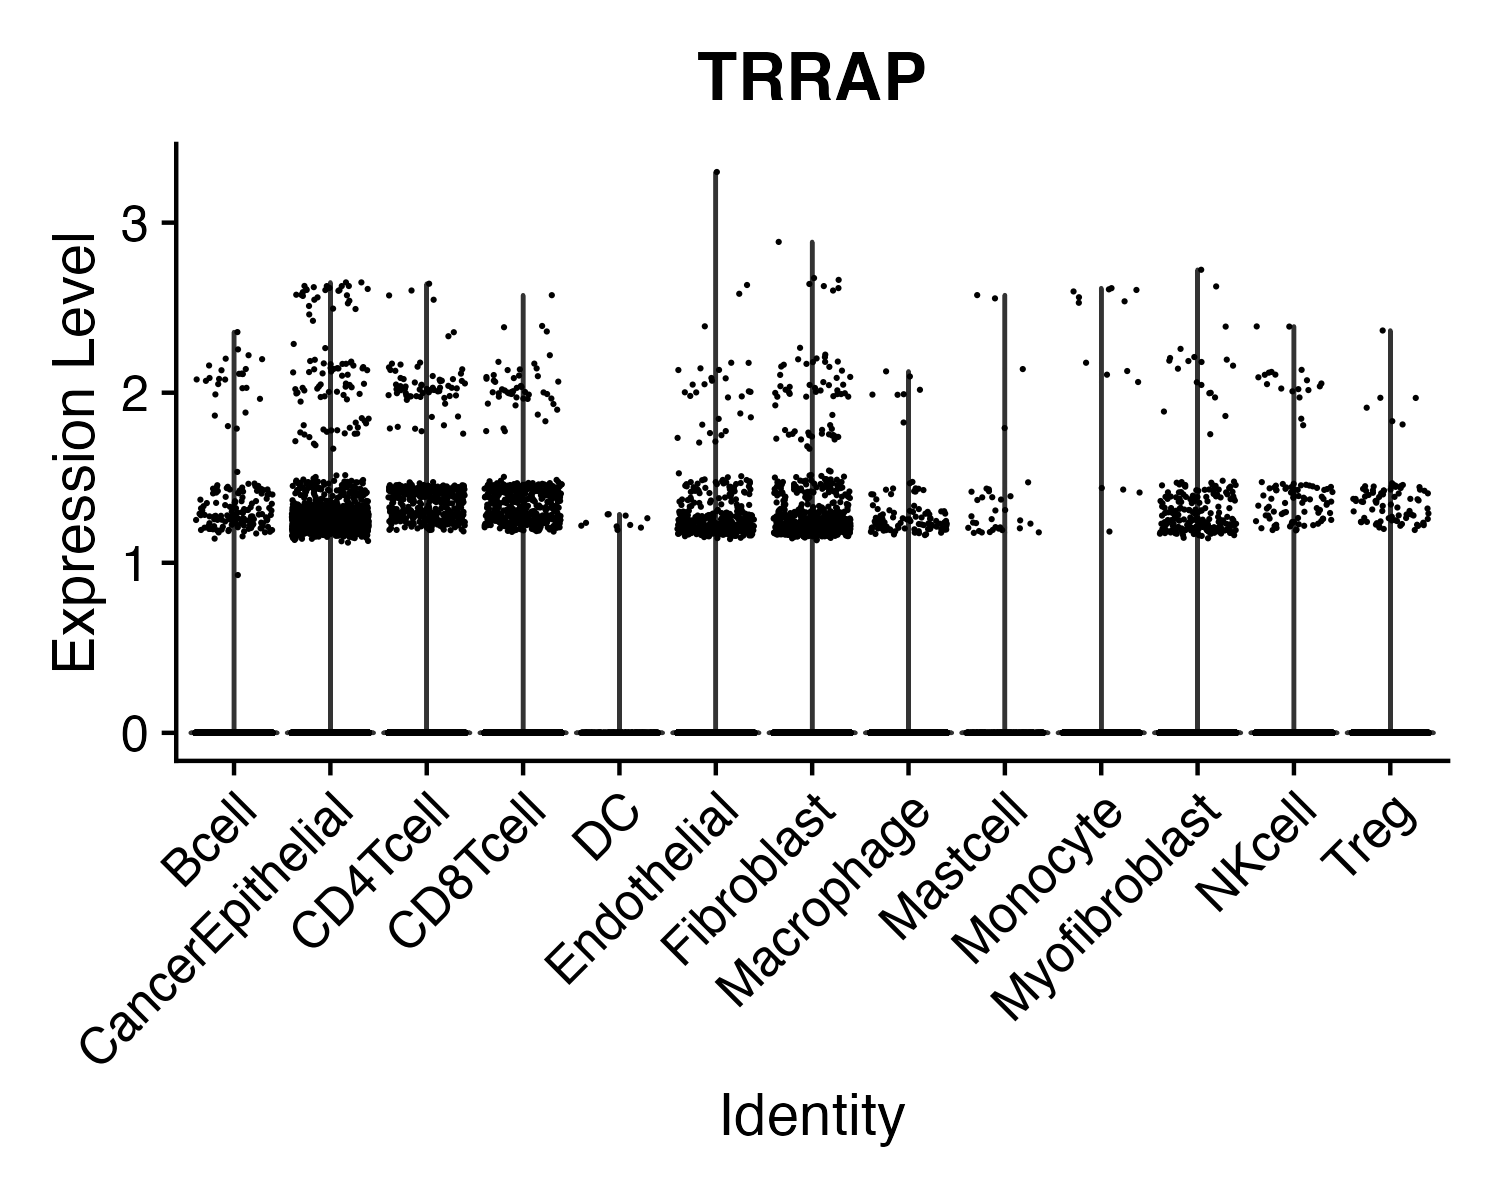 TRRAP
Expression Level
3
2
1
0
Bcell
CancerEpithelial
CD4Tcell
CD8Tcell
DC
Endothelial
Fibroblast
Macrophage
Mastcell
Monocyte
Myofibroblast
NKcell
Treg
Identity